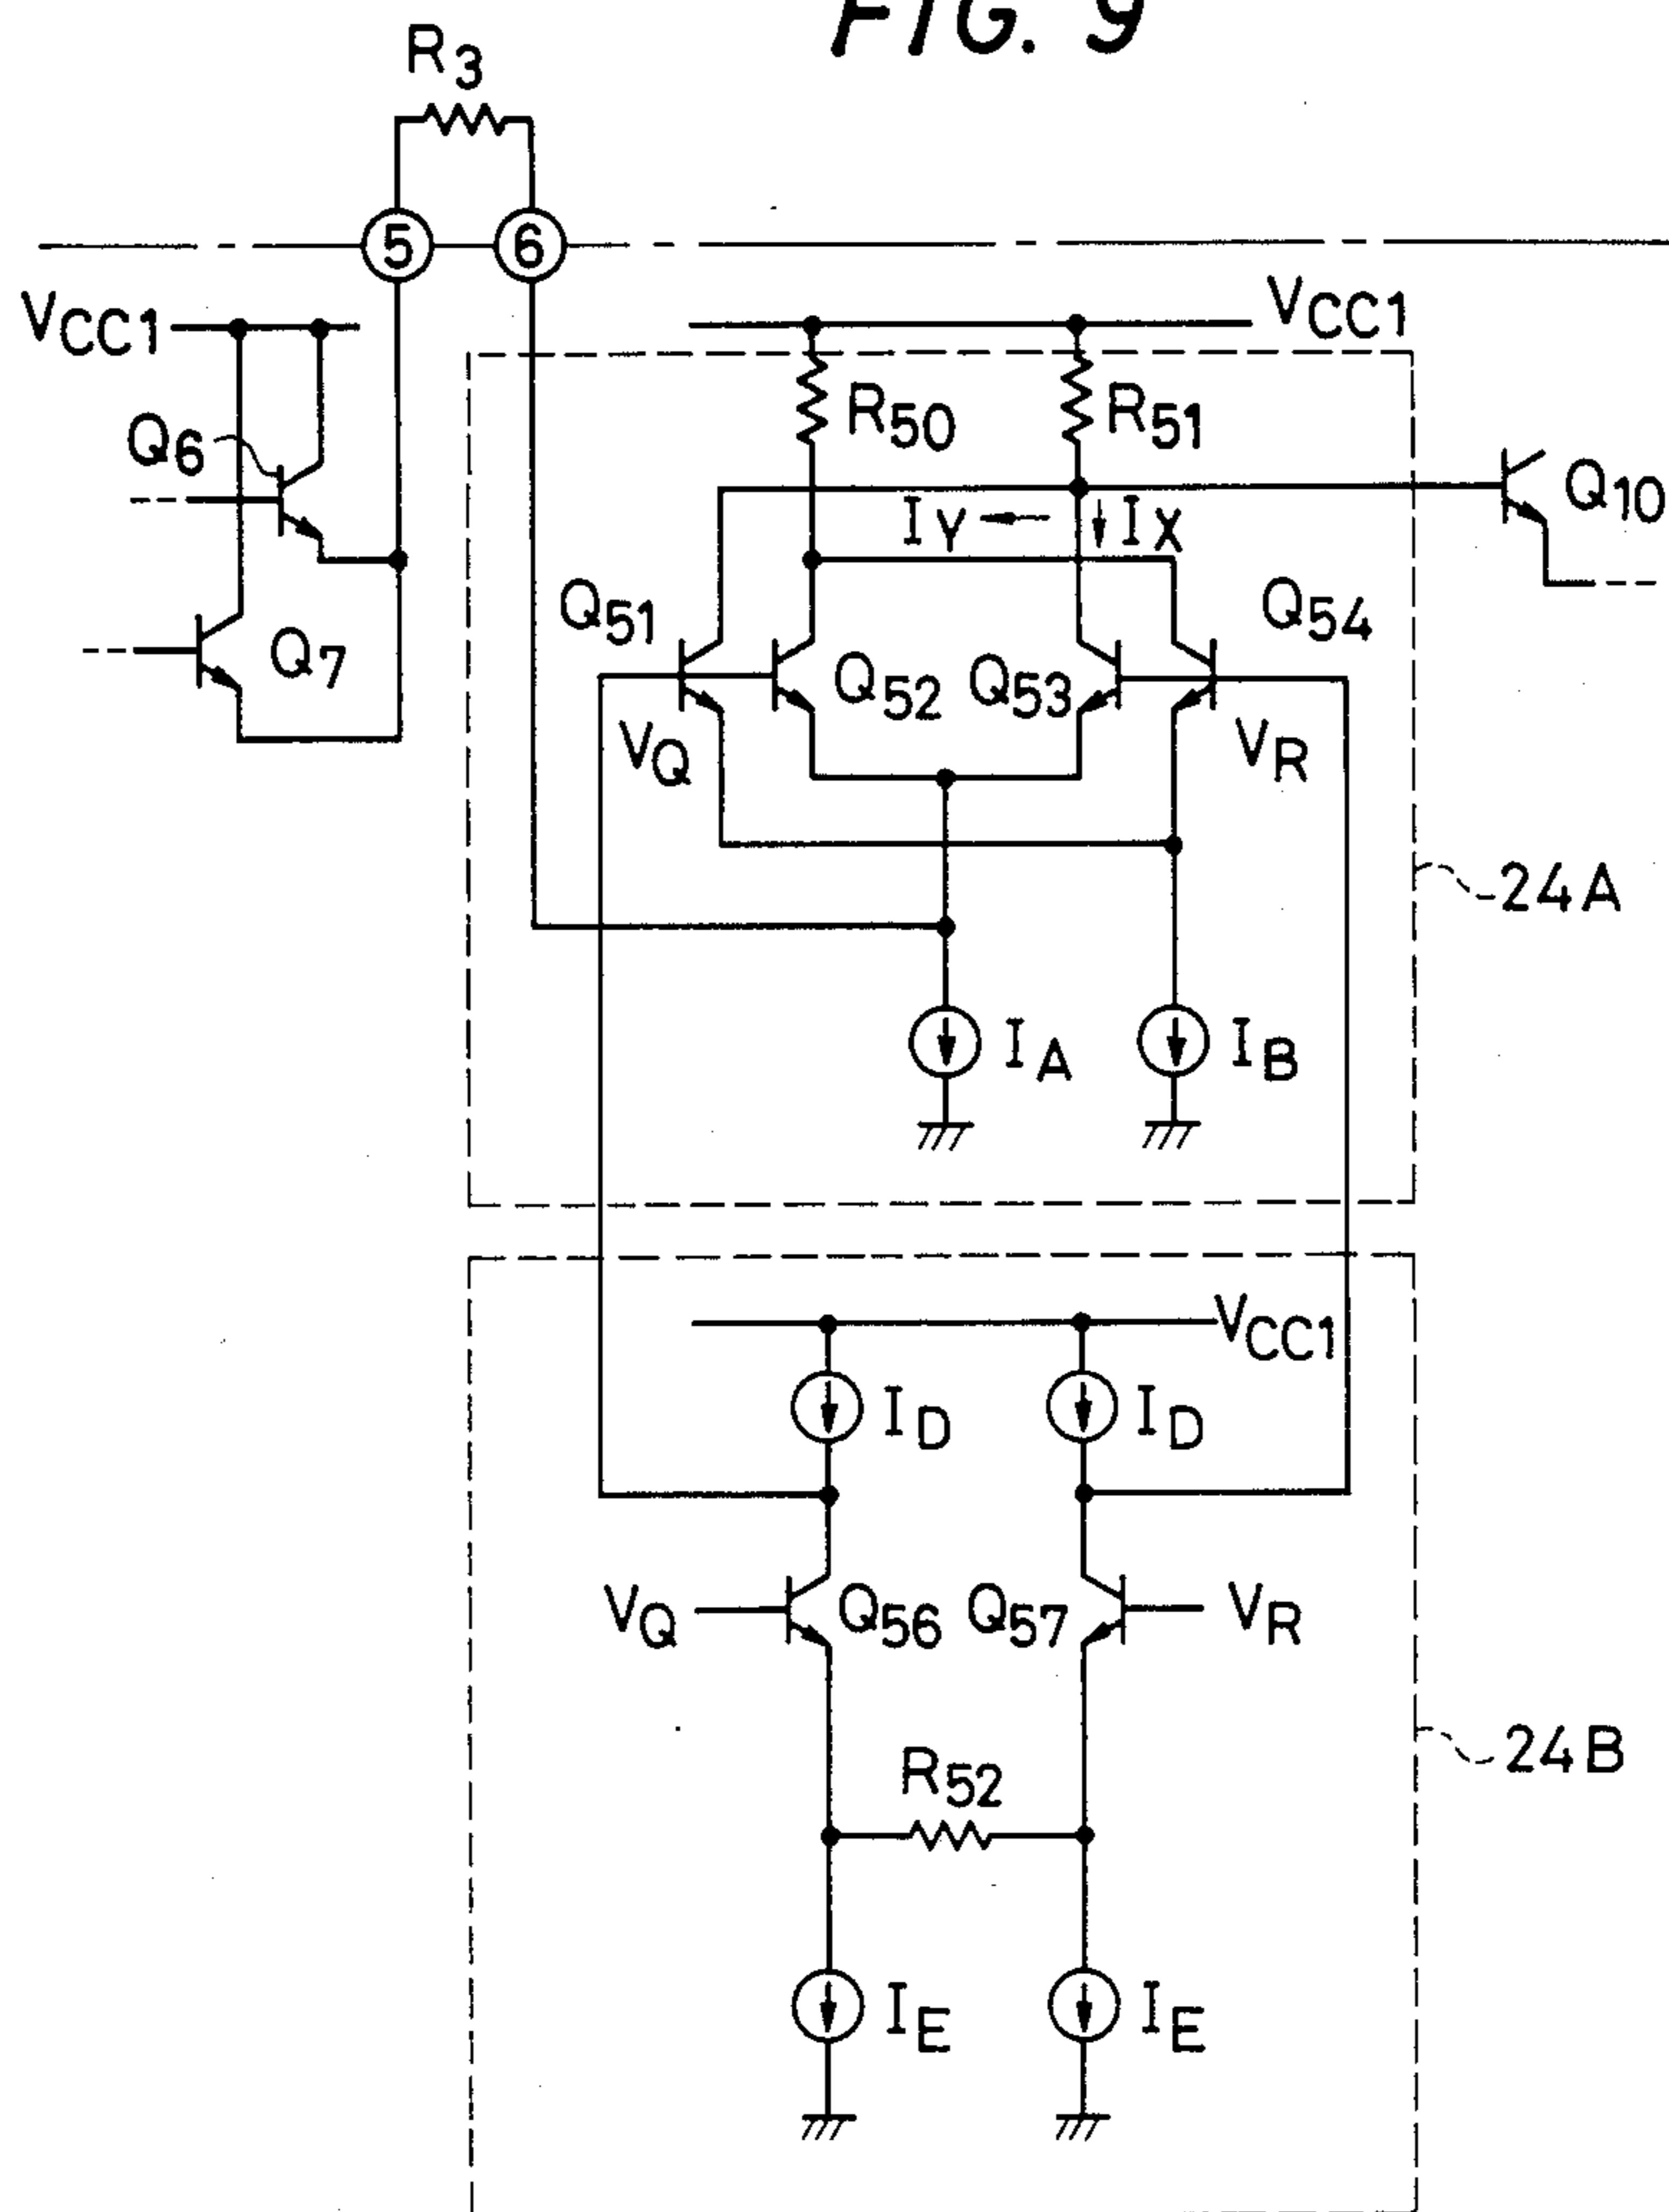 FIG. 9
R3
5 6
VCC1 VCC1
R50 R51
Q6 Q10
IY IX
Q51 Q54
Q7 Q52 Q53
VQ VR
24A
IA IB
VCC1
ID ID
VQ Q56 Q57 VR
R52
24B
IE IE